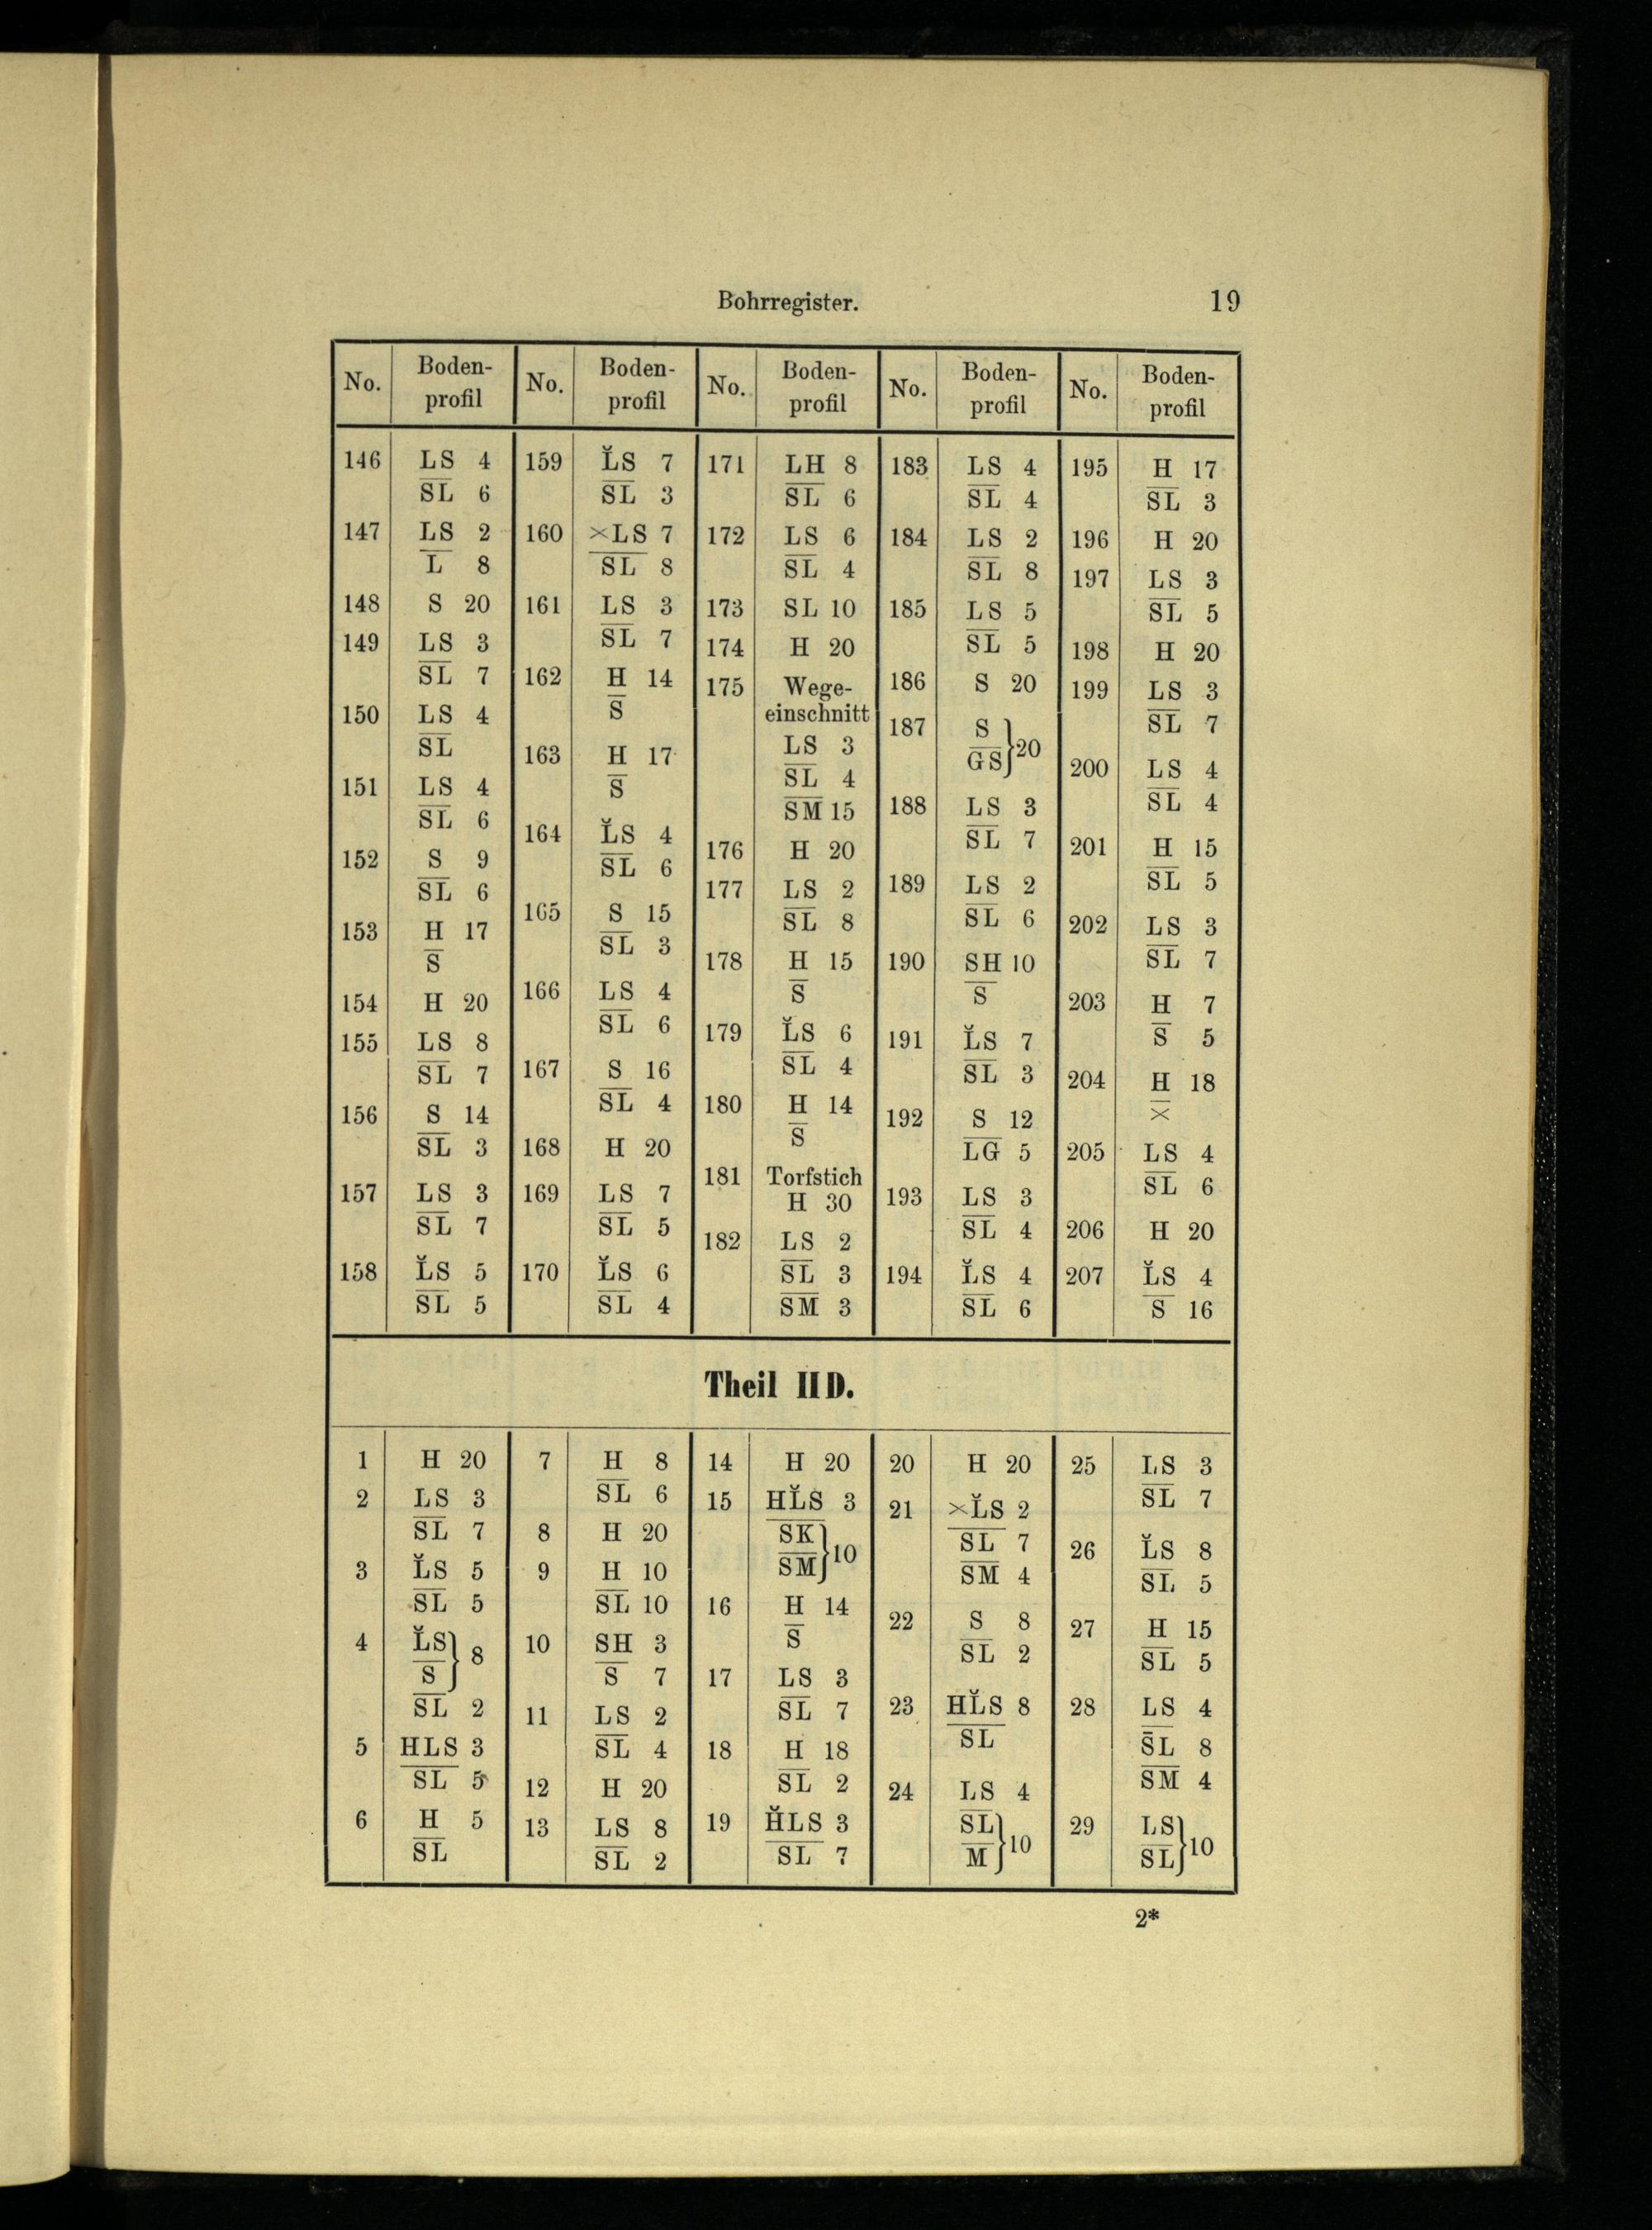 Bohrregister. 19
No. Boden-profil No. Boden-profil No. Boden-profil No. Boden-profil No. Boden-profil
146 LS 4
SL 6
147 LS 2
L 8
148 S 20
149 LS 3
SL 7
150 LS 4
SL
151 LS 4
SL 6
152 S 9
SL 6
153 H 17
S
154 H 20
155 LS 8
SL 7
156 S 14
SL 3
157 LS 3
SL 7
158 L̆S 5
SL 5
159 L̆S 7
SL 3
160 ×LS 7
SL 8
161 LS 3
SL 7
162 H 14
S
163 H 17
S
164 L̆S 4
SL 6
165 S 15
SL 3
166 LS 4
SL 6
167 S 16
SL 4
168 H 20
169 LS 7
SL 5
170 L̆S 6
SL 4
171 LH 8
SL 6
172 LS 6
SL 4
173 SL 10
174 H 20
175 Wege-
einschnitt
LS 3
SL 4
SM 15
176 H 20
177 LS 2
SL 8
178 H 15
S
179 L̆S 6
SL 4
180 H 14
S
181 Torfstich
H 30
182 LS 2
SL 3
SM 3
183 LS 4
SL 4
184 LS 2
SL 8
185 LS 5
SL 5
186 S 20
187 S
GS } 20
188 LS 3
SL 7
189 LS 2
SL 6
190 SH 10
S
191 L̆S 7
SL 3
192 S 12
LG 5
193 LS 3
SL 4
194 L̆S 4
SL 6
195 H 17
SL 3
196 H 20
197 LS 3
SL 5
198 H 20
199 LS 3
SL 7
200 LS 4
SL 4
201 H 15
SL 5
202 LS 3
SL 7
203 H 7
S 5
204 H 18
×
205 LS 4
SL 6
206 H 20
207 L̆S 4
S 16
Theil II D.
1 H 20
2 LS 3
SL 7
3 L̆S 5
SL 5
4 L̆S
S } 8
SL 2
5 HLS 3
SL 5
6 H 5
SL
7 H 8
SL 6
8 H 20
9 H 10
SL 10
10 SH 3
S 7
11 LS 2
SL 4
12 H 20
13 LS 8
SL 2
14 H 20
15 HL̆S 3
SK
SM } 10
16 H 14
S
17 LS 3
SL 7
18 H 18
SL 2
19 H̆LS 3
SL 7
20 H 20
21 ×L̆S 2
SL 7
SM 4
22 S 8
SL 2
23 HL̆S 8
SL
24 LS 4
SL
M } 10
25 LS 3
SL 7
26 L̆S 8
SL 5
27 H 15
SL 5
28 LS 4
SL 8
SM 4
29 LS
SL } 10
2*